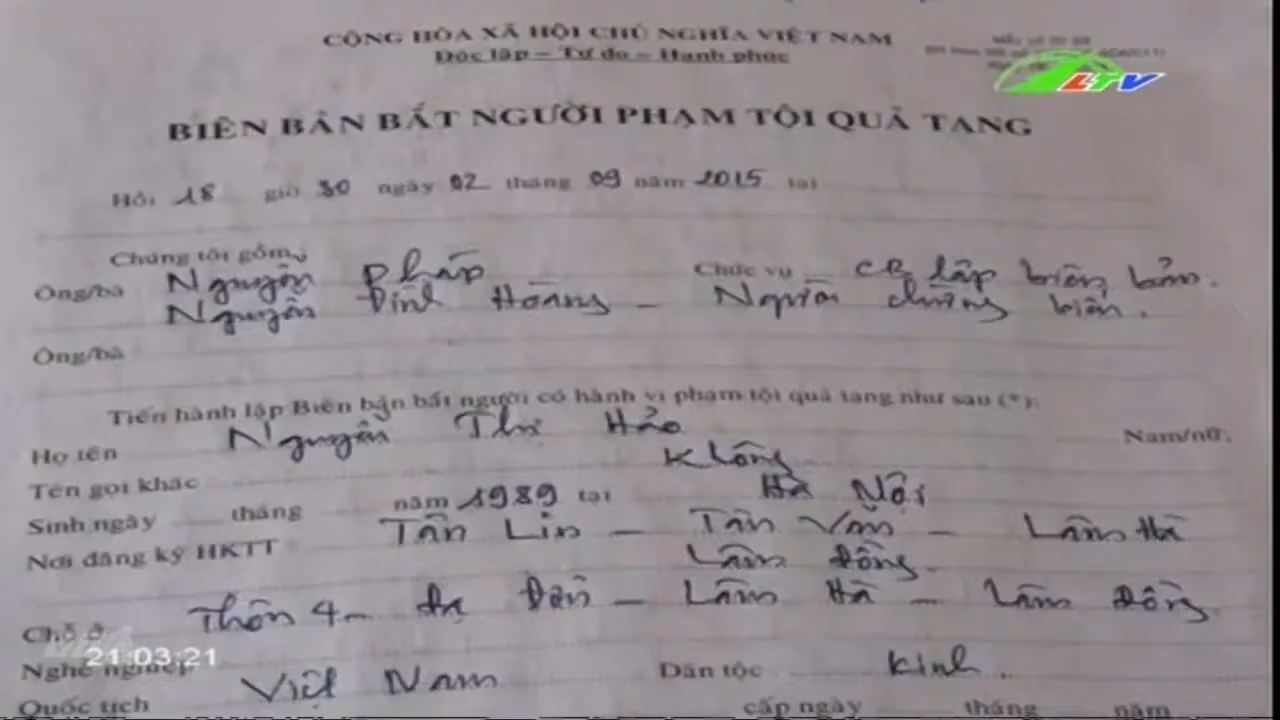 CỘNG HÒA XÃ HỘI CHỦ NGHĨA VIỆT NAM
Độc lập – Tự do – Hạnh phúc
LTV
BIÊN BẢN BẮT NGƯỜI PHẠM TỘI QUẢ TANG
Hồi 18 giờ 30 ngày 02 tháng 09 năm 2015 tại
Chúng tôi gồm
Ông/bà Nguyễn Pháp Chức vụ CB lập biên bản.
Nguyễn Đình Hoàng – Người chứng kiến.
Ông/bà
Tiến hành lập Biên bản bắt người có hành vi phạm tội quả tang như sau (*):
Họ tên Nguyễn Thị Hảo Nam/nữ:
Tên gọi khác Không
Sinh ngày tháng năm 1989 tại Hà Nội
Nơi đăng ký HKTT Tân Lin – Tân Văn – Lâm Hà
Lâm Đồng.
Chỗ ở Thôn 4 – Đạ Đờn – Lâm Hà – Lâm Đồng.
21:03:21
Nghề nghiệp Dân tộc Kinh.
Quốc tịch Việt Nam
cấp ngày tháng năm